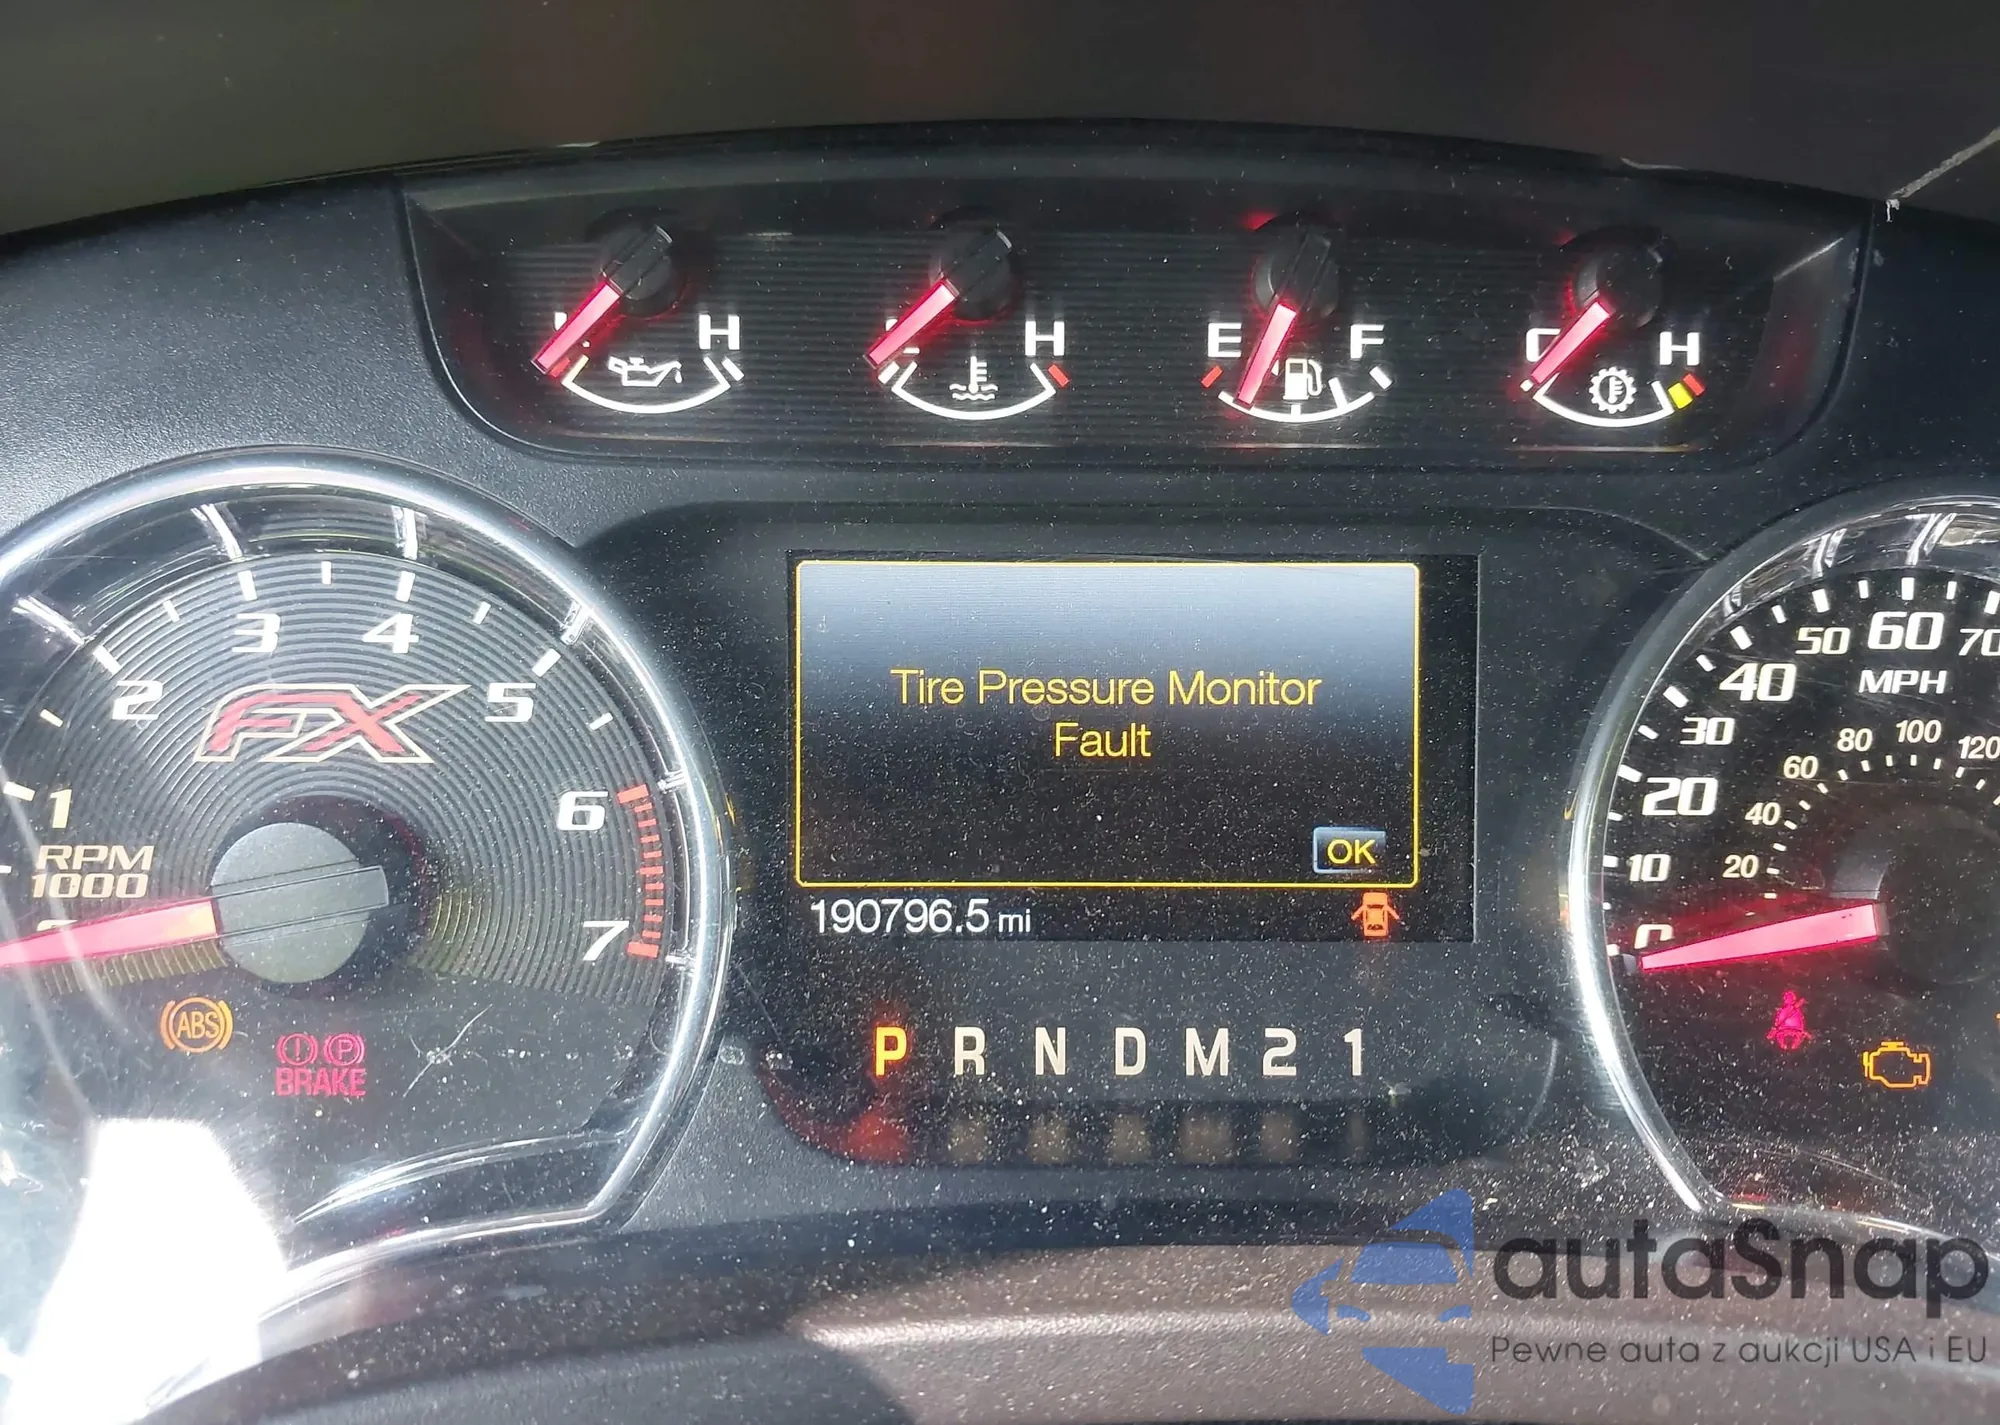 H H E F C H
3 4
2 5
FX
1 6
RPM
1000
7
ABS
BRAKE
Tire Pressure Monitor
Fault
OK
190796.5 mi
P R N D M 2 1
50 60 70
40 MPH
30 80 100 120
20 60
40
10 20
0
autaSnap
Pewne auta z aukcji USA i EU